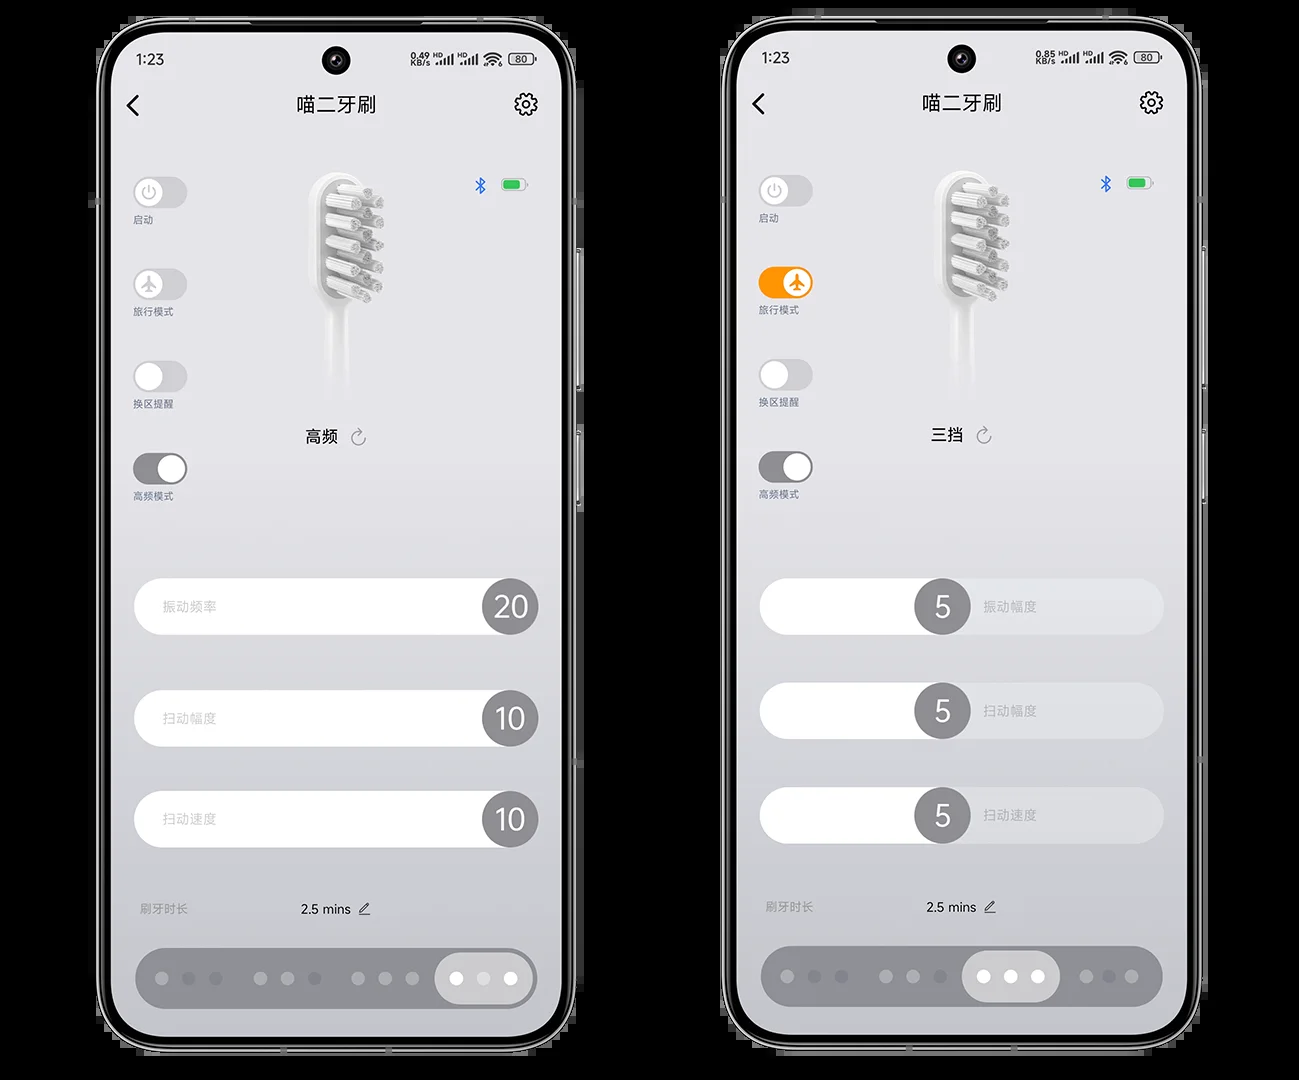 1:23
0.49 KB/s HD HD 6 80
喵二牙刷
启动
旅行模式
换区提醒
高频
高频模式
振动频率 20
扫动幅度 10
扫动速度 10
刷牙时长 2.5 mins
1:23
0.85 KB/s HD HD 6 80
喵二牙刷
启动
旅行模式
换区提醒
三挡
高频模式
5 振动幅度
5 扫动幅度
5 扫动速度
刷牙时长 2.5 mins